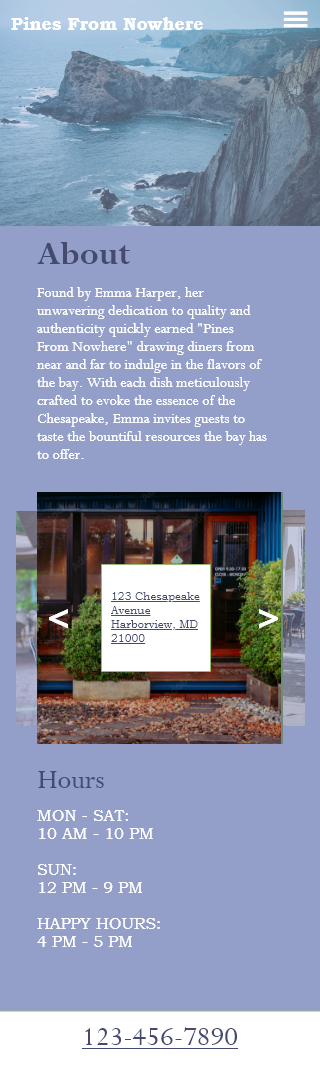 Pines From Nowhere
About
Found by Emma Harper, her
unwavering dedication to quality and
authenticity quickly earned "Pines
From Nowhere" drawing diners from
near and far to indulge in the flavors of
the bay. With each dish meticulously
crafted to evoke the essence of the
Chesapeake, Emma invites guests to
taste the bountiful resources the bay has
to offer.
123 Chesapeake
Avenue
Harborview, MD
21000
<
>
Hours
MON - SAT:
10 AM - 10 PM
SUN:
12 PM - 9 PM
HAPPY HOURS:
4 PM - 5 PM
123-456-7890